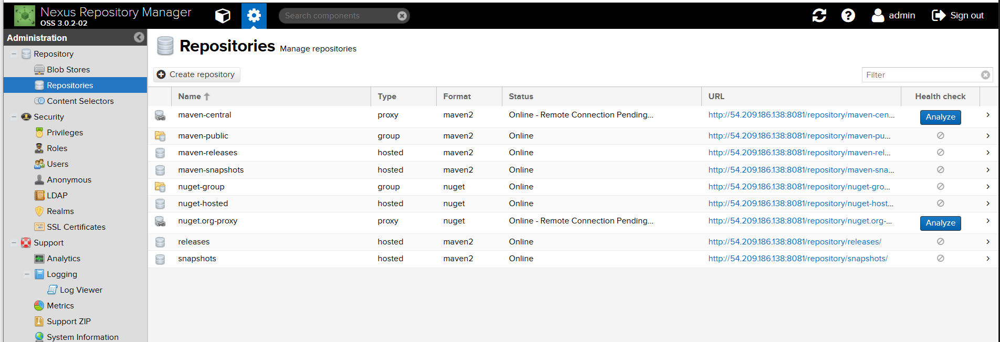 Nexus Repository Manager
OSS 3.0.2-02
Search components
admin
Sign out
Administration
Repository
Blob Stores
Repositories
Content Selectors
Security
Privileges
Roles
Users
Anonymous
LDAP
Realms
SSL Certificates
Support
Analytics
Logging
Log Viewer
Metrics
Support ZIP
System Information
Repositories Manage repositories
Create repository
Filter
Name Type Format Status URL Health check
maven-central proxy maven2 Online - Remote Connection Pending... http://54.209.186.138:8081/repository/maven-cen... Analyze
maven-public group maven2 Online http://54.209.186.138:8081/repository/maven-pu...
maven-releases hosted maven2 Online http://54.209.186.138:8081/repository/maven-rel...
maven-snapshots hosted maven2 Online http://54.209.186.138:8081/repository/maven-sna...
nuget-group group nuget Online http://54.209.186.138:8081/repository/nuget-gro...
nuget-hosted hosted nuget Online http://54.209.186.138:8081/repository/nuget-host...
nuget.org-proxy proxy nuget Online - Remote Connection Pending... http://54.209.186.138:8081/repository/nuget.org-... Analyze
releases hosted maven2 Online http://54.209.186.138:8081/repository/releases/
snapshots hosted maven2 Online http://54.209.186.138:8081/repository/snapshots/